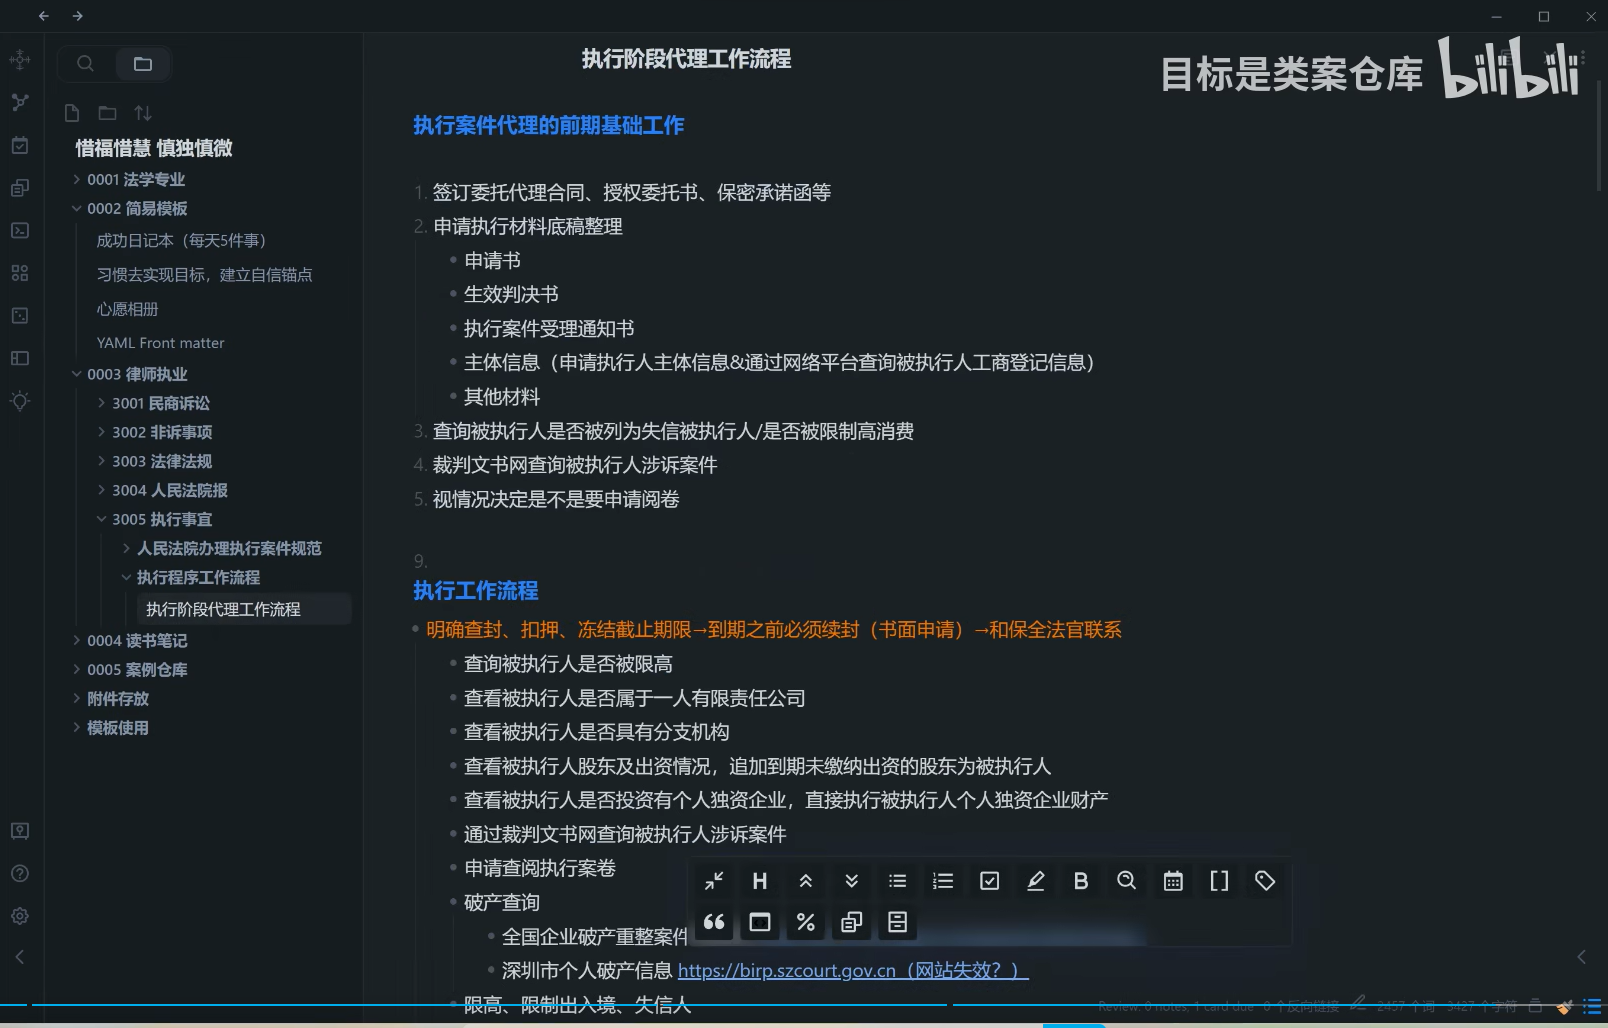 目标是类案仓库 bilibili
惜福惜慧 慎独慎微
0001 法学专业
0002 简易模板
成功日记本（每天5件事）
习惯去实现目标，建立自信锚点
心愿相册
YAML Front matter
0003 律师执业
3001 民商诉讼
3002 非诉事项
3003 法律法规
3004 人民法院报
3005 执行事宜
人民法院办理执行案件规范
执行程序工作流程
执行阶段代理工作流程
0004 读书笔记
0005 案例仓库
附件存放
模板使用
执行阶段代理工作流程
执行案件代理的前期基础工作
1. 签订委托代理合同、授权委托书、保密承诺函等
2. 申请执行材料底稿整理
申请书
生效判决书
执行案件受理通知书
主体信息（申请执行人主体信息&通过网络平台查询被执行人工商登记信息）
其他材料
3. 查询被执行人是否被列为失信被执行人/是否被限制高消费
4. 裁判文书网查询被执行人涉诉案件
5. 视情况决定是不是要申请阅卷
9.
执行工作流程
明确查封、扣押、冻结截止期限→到期之前必须续封（书面申请）→和保全法官联系
查询被执行人是否被限高
查看被执行人是否属于一人有限责任公司
查看被执行人是否具有分支机构
查看被执行人股东及出资情况，追加到期未缴纳出资的股东为被执行人
查看被执行人是否投资有个人独资企业，直接执行被执行人个人独资企业财产
通过裁判文书网查询被执行人涉诉案件
申请查阅执行案卷
破产查询
全国企业破产重整案件
深圳市个人破产信息 https://birp.szcourt.gov.cn（网站失效？）
限高、限制出入境、失信人
Review: 0 notes, 1 card due 0 个反向链接 2457 个词 3427 个字符